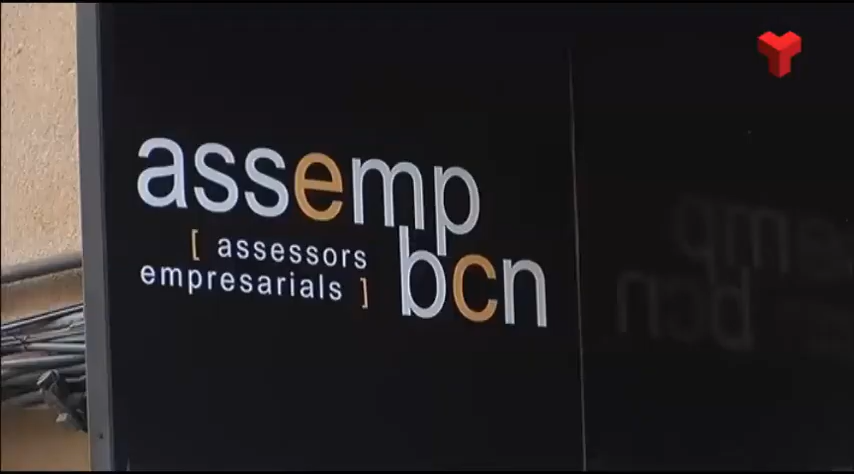 assemp
bcn
[ assessors
empresarials ]